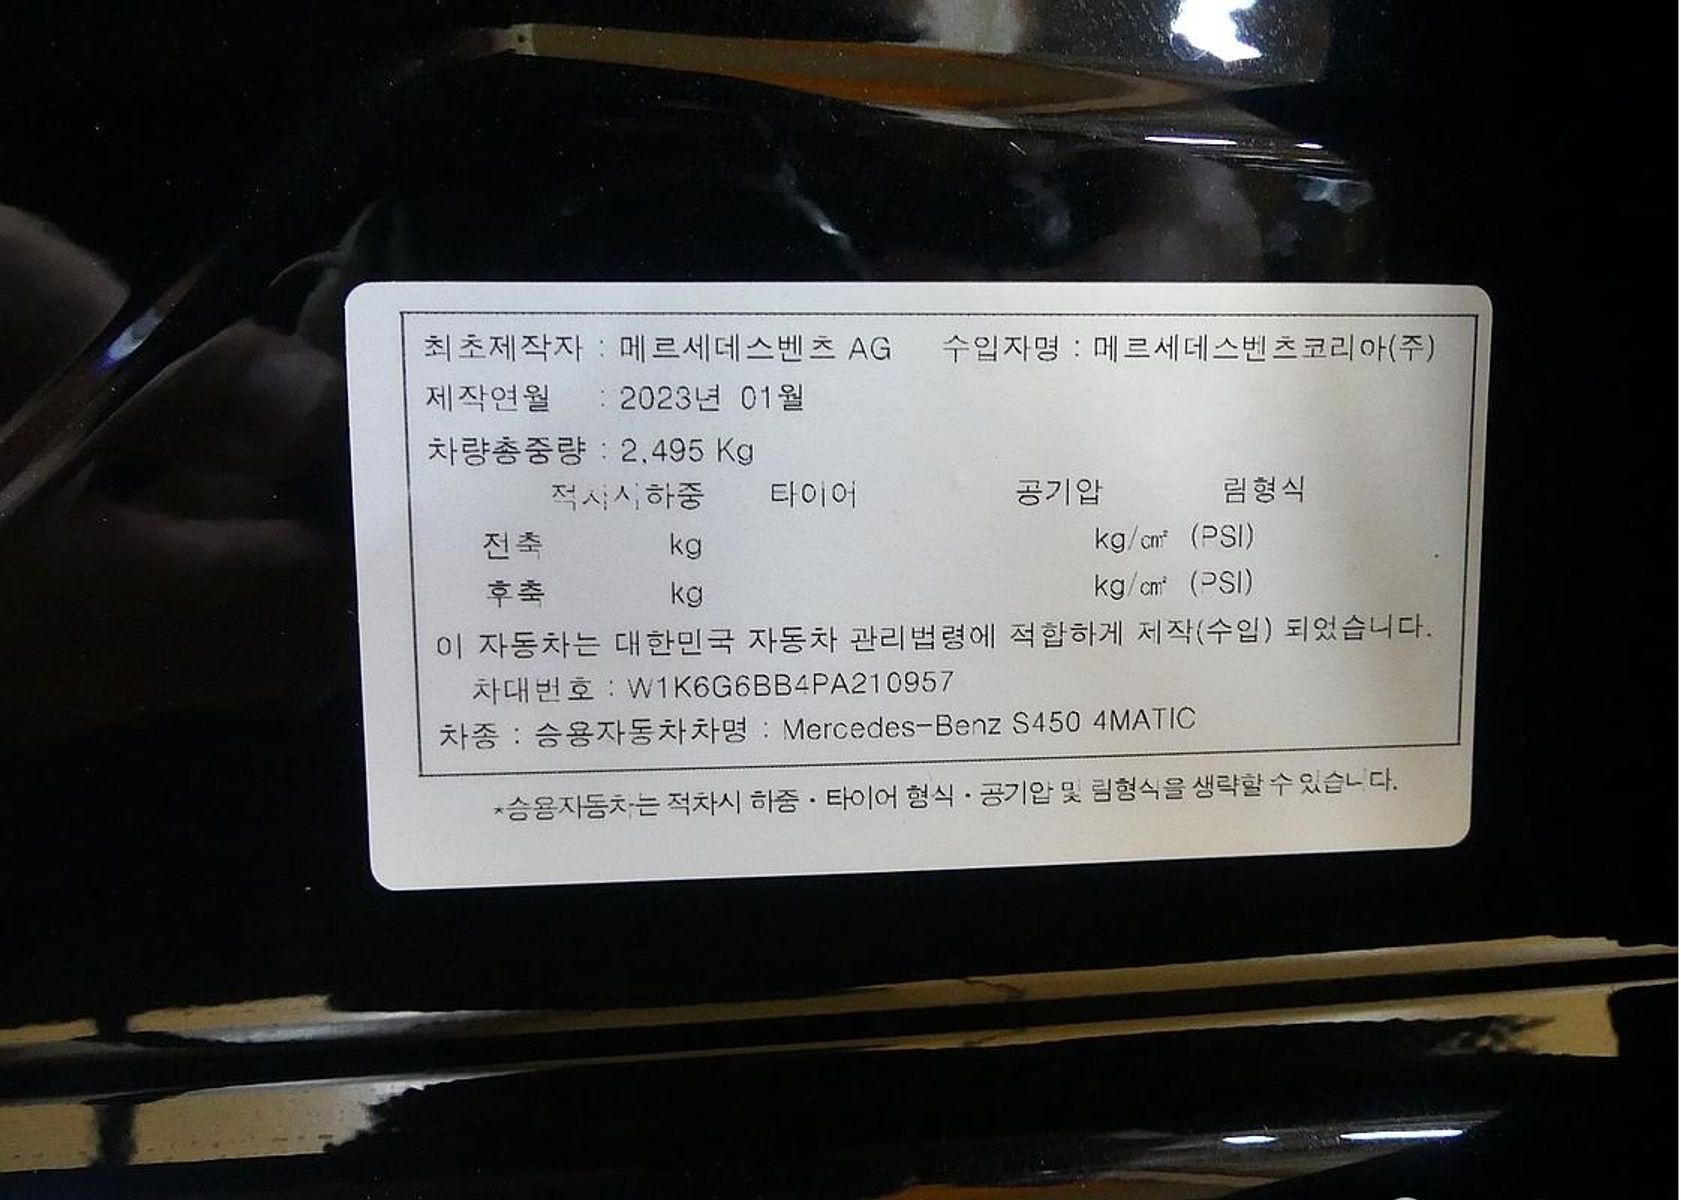 최초제작자 : 메르세데스벤츠 AG 수입자명 : 메르세데스벤츠코리아(주)
제작연월 : 2023년 01월
차량총중량 : 2,495 Kg
적차시하중 타이어 공기압 림형식
전축 kg kg/㎠ (PSI)
후축 kg kg/㎠ (PSI)
이 자동차는 대한민국 자동차 관리법령에 적합하게 제작(수입) 되었습니다.
차대번호 : W1K6G6BB4PA210957
차종 : 승용자동차차명 : Mercedes-Benz S450 4MATIC
*승용자동차는 적차시 하중·타이어 형식·공기압 및 림형식을 생략할 수 있습니다.